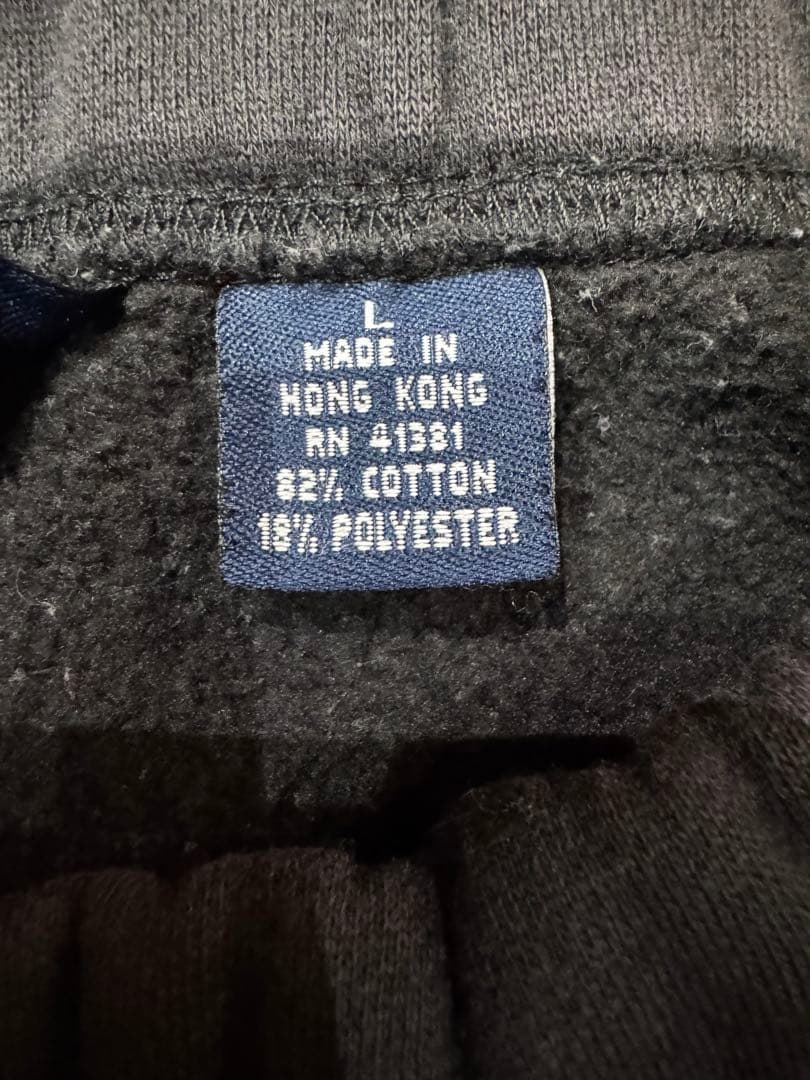 L
MADE IN
HONG KONG
RN 41381
82% COTTON
18% POLYESTER